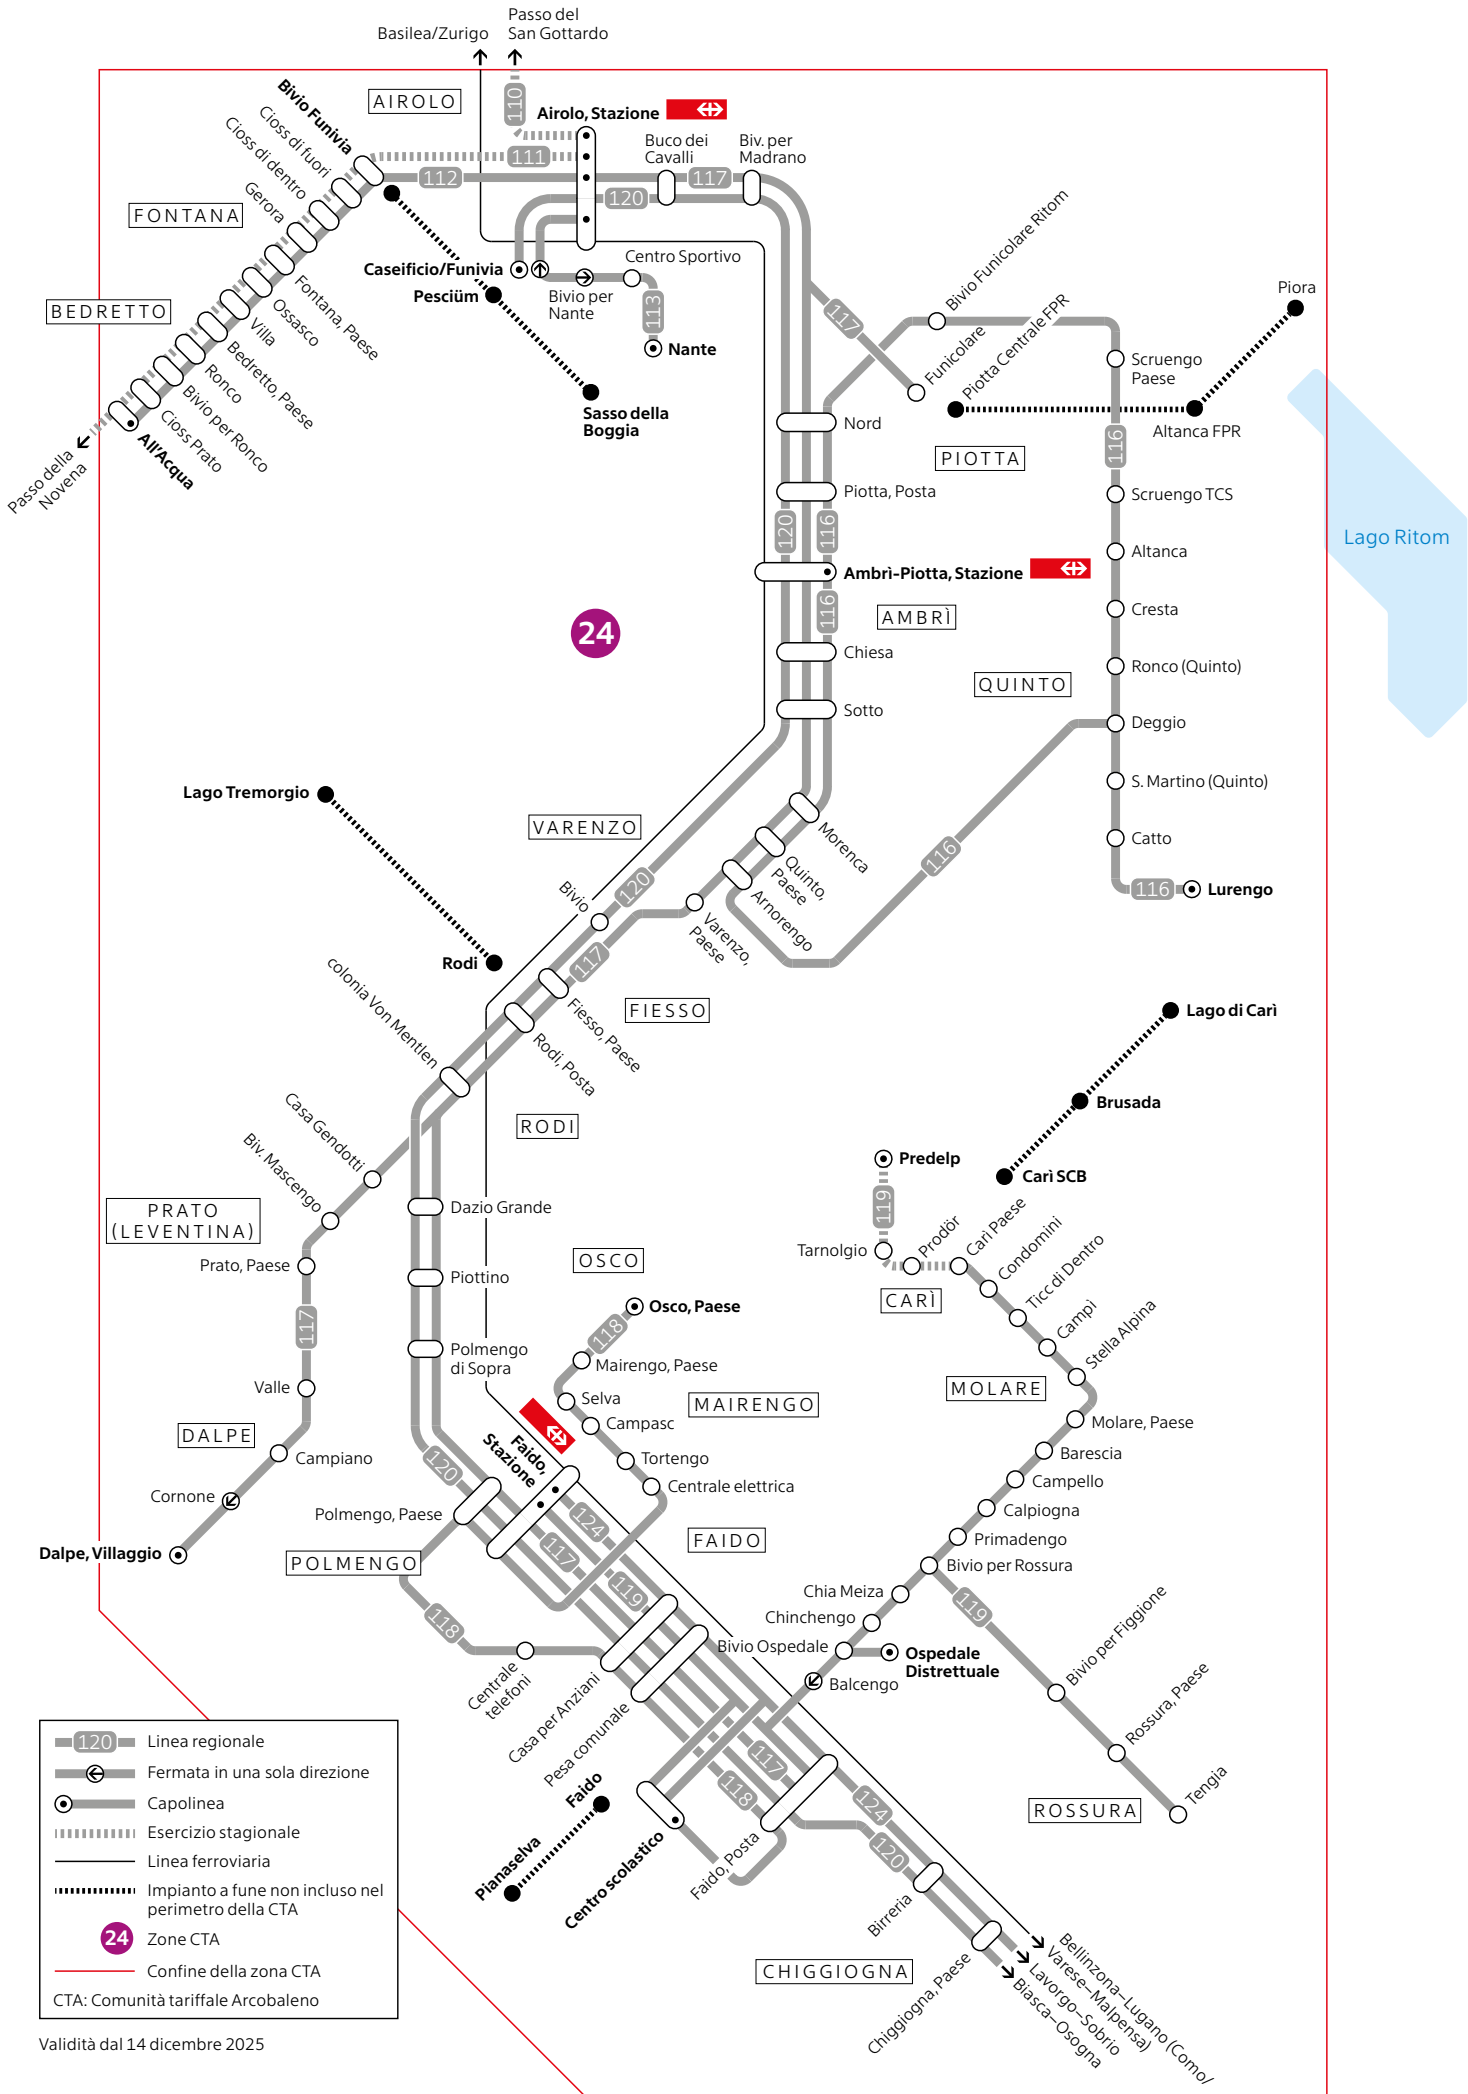 Basilea/Zurigo
Passo del
San Gottardo
AIROLO
110
Airolo, Stazione
Bivio Funivia
Cioss di fuori
Cioss di dentro
Gerora
111
112
Buco dei
Cavalli
Biv. per
Madrano
117
120
FONTANA
BEDRETTO
Fontana, Paese
Ossasco
Villa
Bedretto, Paese
Ronco
Bivio per Ronco
Cioss Prato
All'Acqua
Passo della
Novena
Caseificio/Funivia
Pesciüm
Bivio per
Nante
Centro Sportivo
113
Nante
Sasso della
Boggia
117
Bivio Funicolare Ritom
Funicolare
Piotta Centrale FPR
Piora
Altanca FPR
Scruengo
Paese
Nord
PIOTTA
116
Piotta, Posta
Scruengo TCS
120
116
Lago Ritom
Altanca
Ambrì-Piotta, Stazione
116
AMBRÌ
Cresta
24
Chiesa
Ronco (Quinto)
QUINTO
Sotto
Deggio
S. Martino (Quinto)
Lago Tremorgio
VARENZO
Morenca
Quinto,
Paese
Arnorengo
116
Catto
116
Lurengo
Bivio
120
Varenzo,
Paese
117
Rodi
colonia Von Mentlen
FIESSO
Fiesso, Paese
Rodi, Posta
Lago di Carì
Brusada
Carì SCB
RODI
Casa Gendotti
Biv. Mascengo
PRATO
(LEVENTINA)
Prato, Paese
117
Dazio Grande
Piottino
Polmengo
di Sopra
Predelp
119
Tarnolgio
Prodör
Carì Paese
Condomini
Ticc di Dentro
Campì
Stella Alpina
CARÌ
OSCO
Osco, Paese
118
Mairengo, Paese
Selva
MAIRENGO
Campasc
Tortengo
Centrale elettrica
MOLARE
Molare, Paese
Barescia
Campello
Calpiogna
Primadengo
Bivio per Rossura
Valle
DALPE
Campiano
Cornone
Dalpe, Villaggio
Faido,
Stazione
120
Polmengo, Paese
POLMENGO
124
117
119
FAIDO
118
Centrale
telefoni
Casa per Anziani
Pesa comunale
Chia Meiza
Chinchengo
Bivio Ospedale
Ospedale
Distrettuale
Balcengo
119
Bivio per Figgione
Rossura, Paese
Tengia
ROSSURA
Faido
Pianaselva
Centro scolastico
117
118
Faido, Posta
124
120
Birreria
CHIGGIOGNA
Chiggiogna, Paese
Bellinzona–Lugano (Como/
Varese–Malpensa)
Lavorgo–Sobrio
Biasca–Osogna
120
Linea regionale
Fermata in una sola direzione
Capolinea
Esercizio stagionale
Linea ferroviaria
Impianto a fune non incluso nel
perimetro della CTA
24
Zone CTA
Confine della zona CTA
CTA: Comunità tariffale Arcobaleno
Validità dal 14 dicembre 2025